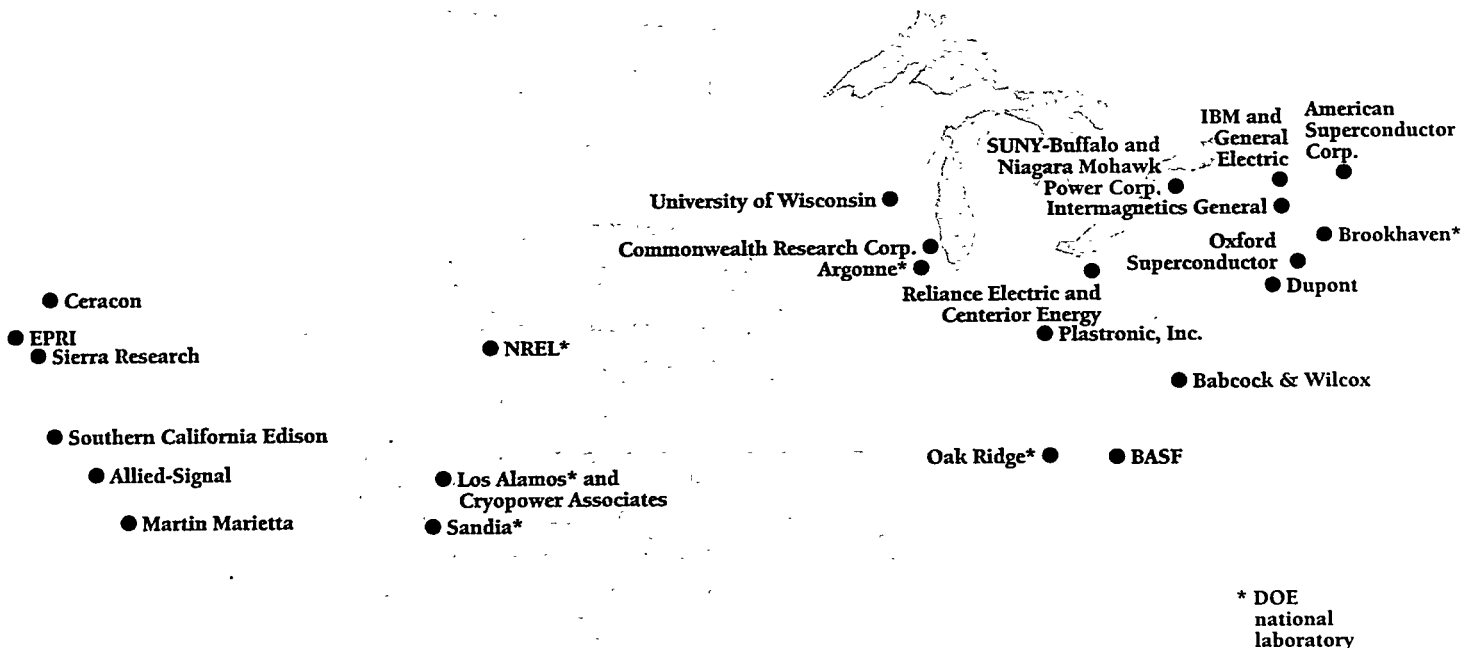 American
Superconductor
Corp.
IBM and
General
Electric
SUNY-Buffalo and
Niagara Mohawk
Power Corp.
University of Wisconsin
Intermagnetics General
Brookhaven*
Commonwealth Research Corp.
Oxford
Superconductor
Argonne*
Dupont
Reliance Electric and
Centerior Energy
Ceracon
Plastronic, Inc.
EPRI
Sierra Research
NREL*
Babcock & Wilcox
Southern California Edison
Oak Ridge*
BASF
Allied-Signal
Los Alamos* and
Cryopower Associates
Martin Marietta
Sandia*
* DOE
national
laboratory